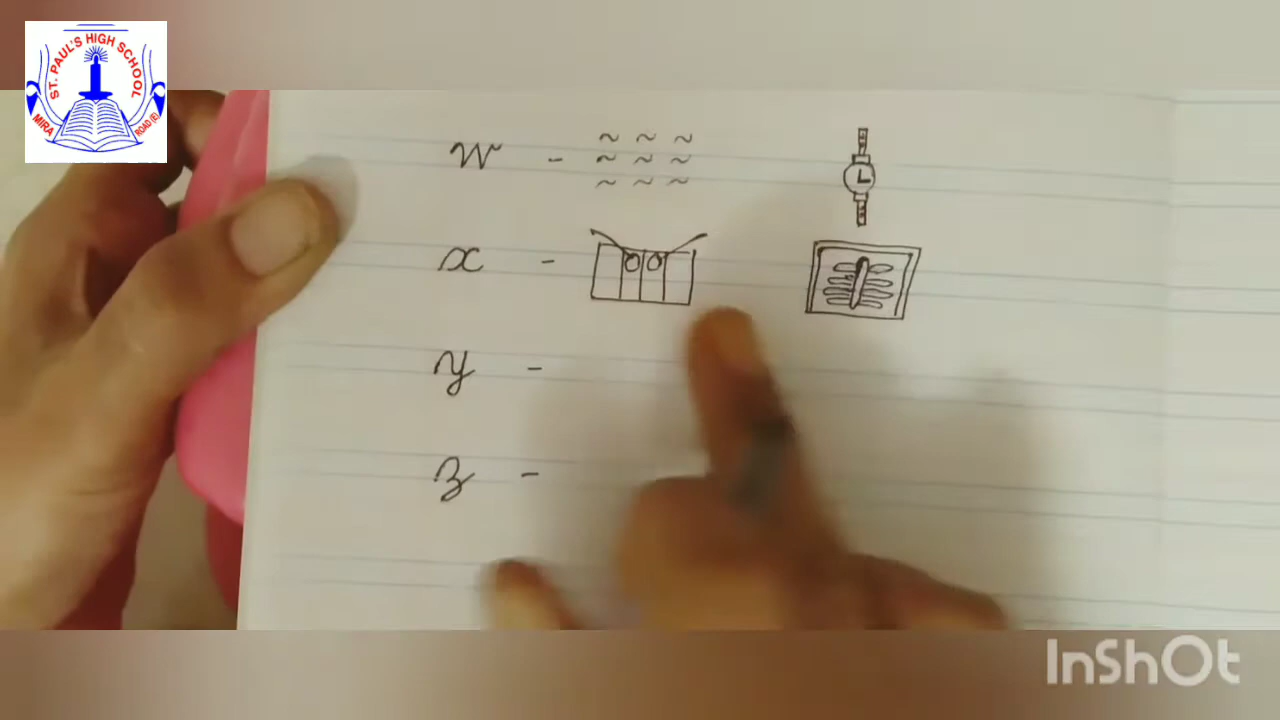 ST. PAUL'S HIGH SCHOOL
MIRA ROAD (E)
w -
x -
y -
z -
InShOt